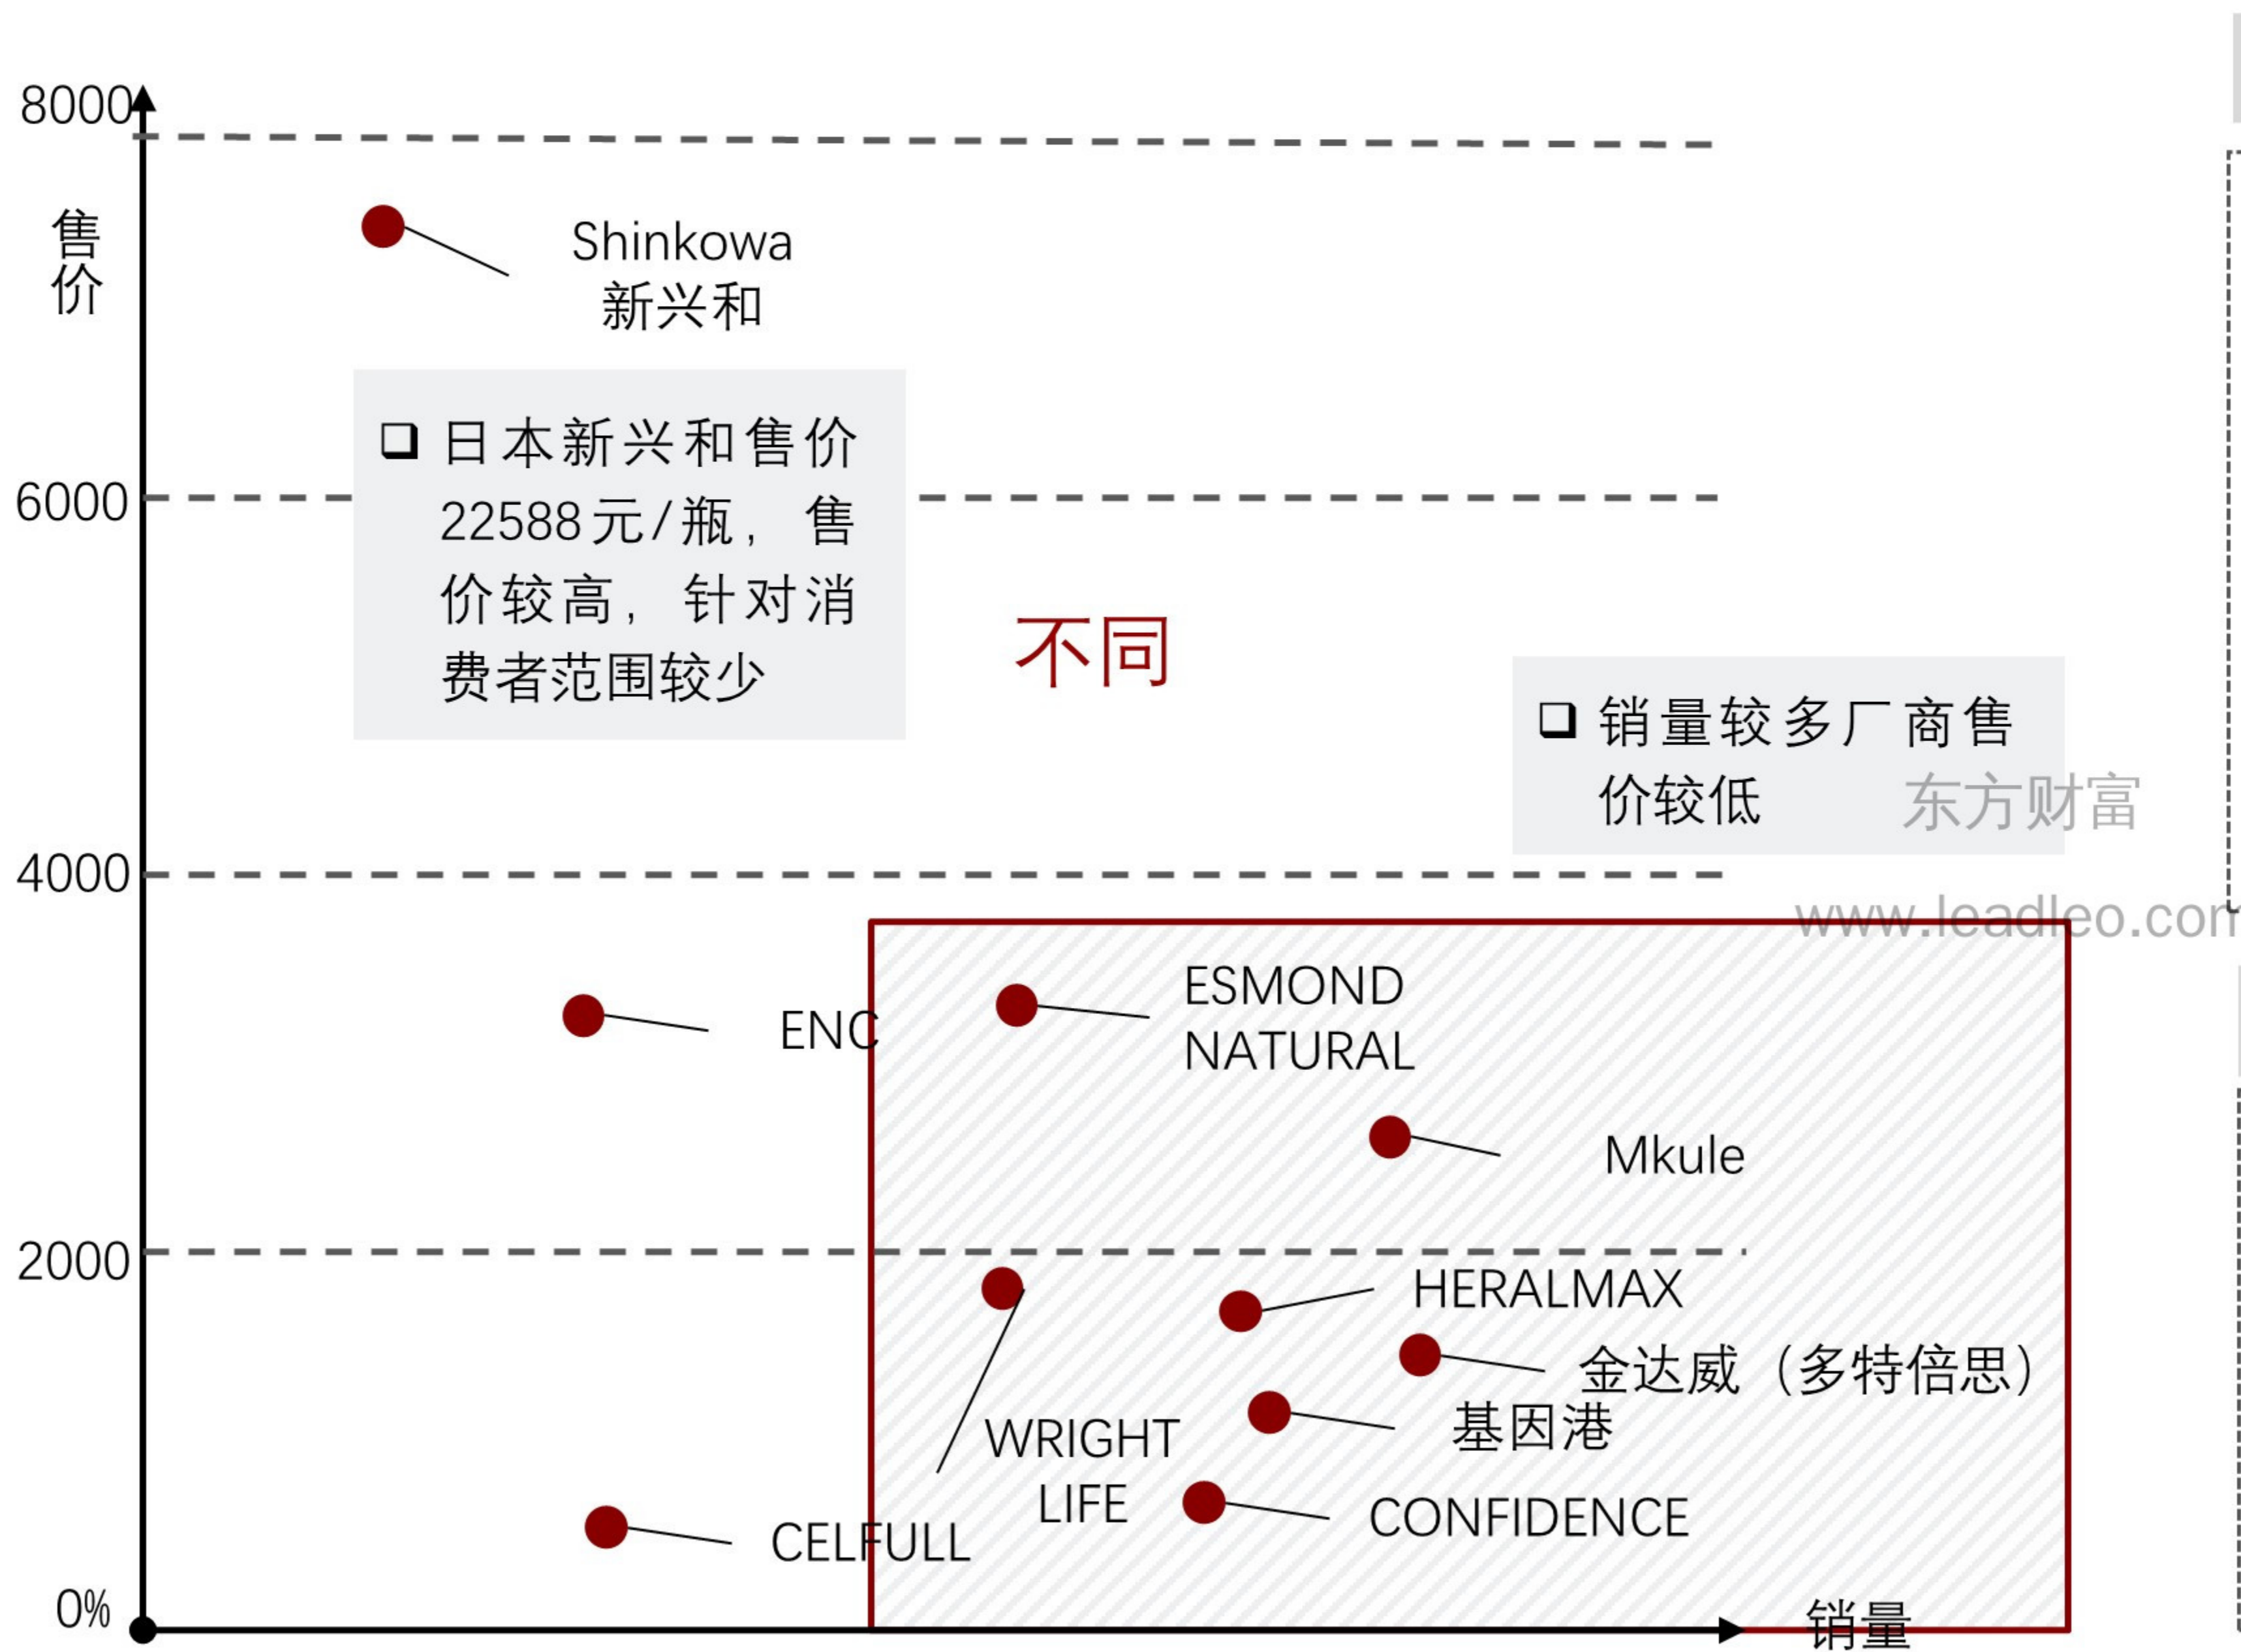 8000
售
价
Shinkowa
新兴和
❑ 日本新兴和售价
22588元/瓶，售
价较高，针对消
费者范围较少
6000
不同
❑ 销量较多厂商售
价较低
东方财富
4000
www.leadleo.com
ESMOND
NATURAL
ENC
Mkule
2000
HERALMAX
金达威（多特倍思）
基因港
WRIGHT
LIFE
CONFIDENCE
CELFULL
0%
销量